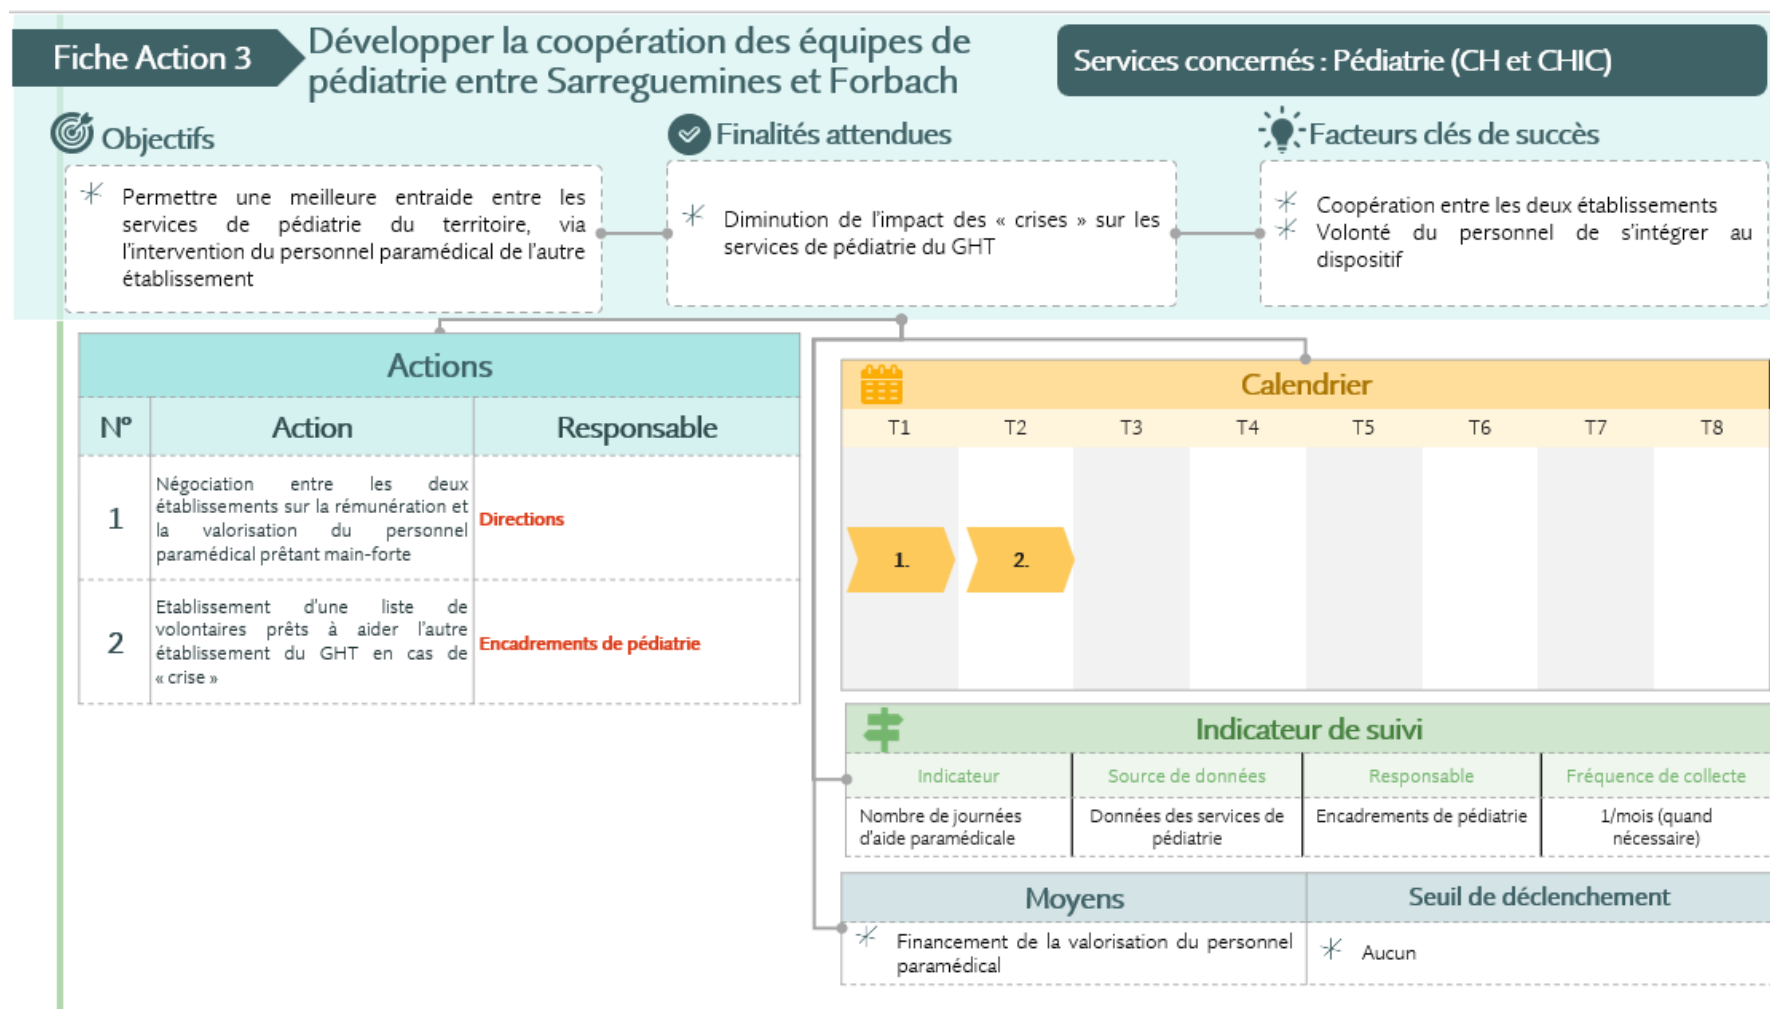 Fiche Action 3
Développer la coopération des équipes de
pédiatrie entre Sarreguemines et Forbach
Services concernés : Pédiatrie (CH et CHIC)
Objectifs
Permettre une meilleure entraide entre les
services de pédiatrie du territoire, via
l'intervention du personnel paramédical de l'autre
établissement
Finalités attendues
Diminution de l'impact des « crises » sur les
services de pédiatrie du GHT
Facteurs clés de succès
Coopération entre les deux établissements
Volonté du personnel de s'intégrer au
dispositif
Actions
N° Action Responsable
1
Négociation entre les deux
établissements sur la rémunération et
la valorisation du personnel
paramédical prêtant main-forte
Directions
2
Etablissement d'une liste de
volontaires prêts à aider l'autre
établissement du GHT en cas de
« crise »
Encadrements de pédiatrie
Calendrier
T1 T2 T3 T4 T5 T6 T7 T8
1. 2.
Indicateur de suivi
Indicateur Source de données Responsable Fréquence de collecte
Nombre de journées
d'aide paramédicale
Données des services de
pédiatrie
Encadrements de pédiatrie
1/mois (quand
nécessaire)
Moyens
Financement de la valorisation du personnel
paramédical
Seuil de déclenchement
Aucun